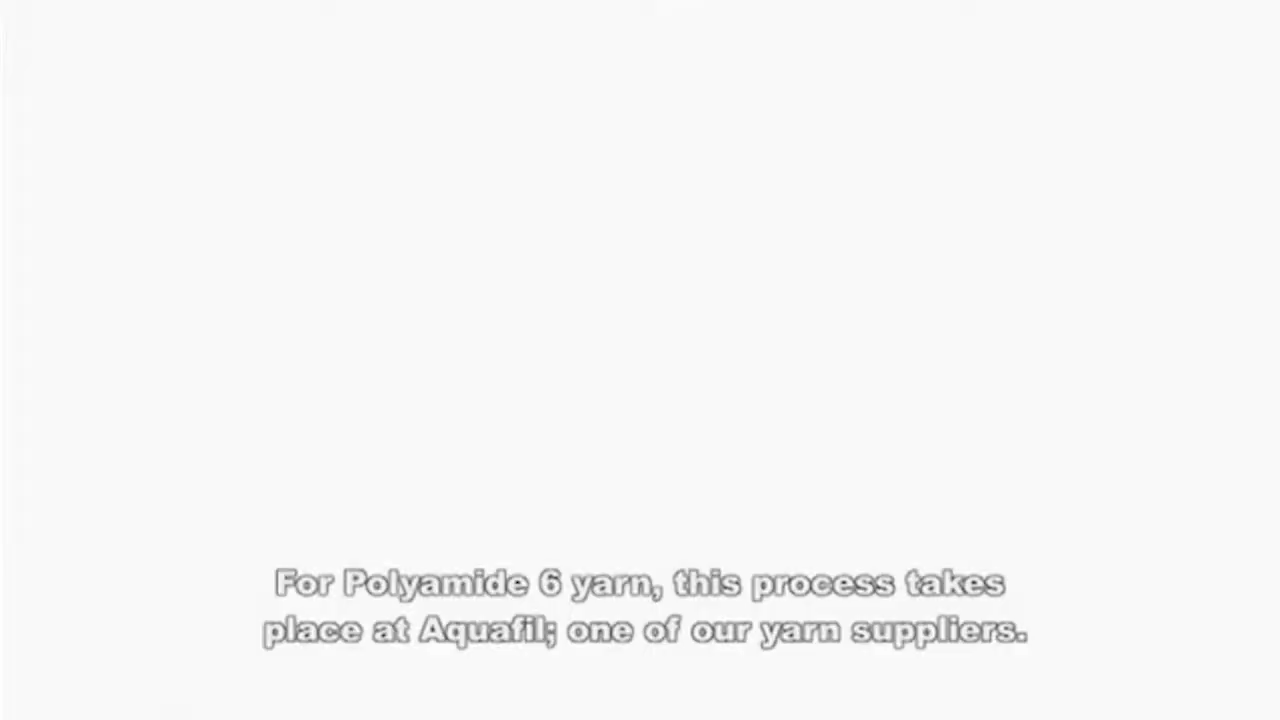 For Polyamide 6 yarn, this process takes
place at Aquafil; one of our yarn suppliers.